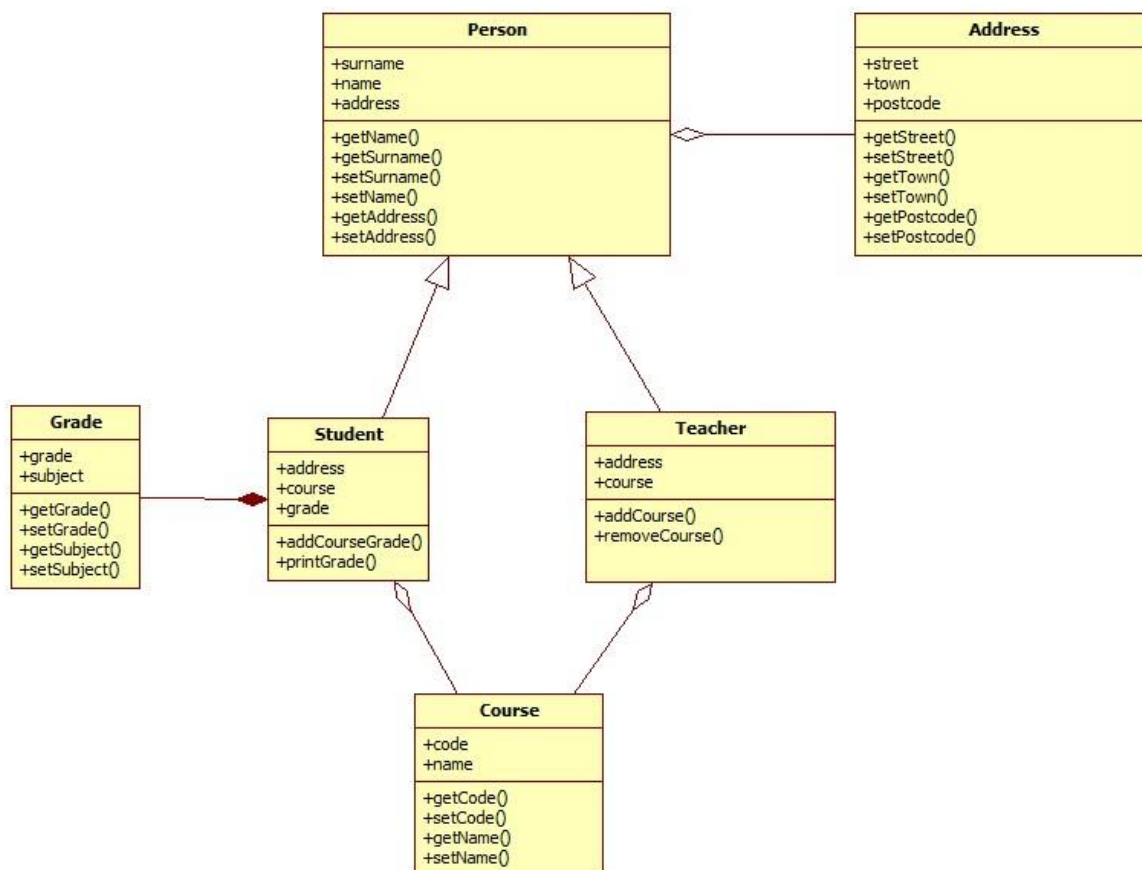 Person
+surname
+name
+address
+getName()
+getSurname()
+setSurname()
+setName()
+getAddress()
+setAddress()
Address
+street
+town
+postcode
+getStreet()
+setStreet()
+getTown()
+setTown()
+getPostcode()
+setPostcode()
Grade
+grade
+subject
+getGrade()
+setGrade()
+getSubject()
+setSubject()
Student
+address
+course
+grade
+addCourseGrade()
+printGrade()
Teacher
+address
+course
+addCourse()
+removeCourse()
Course
+code
+name
+getCode()
+setCode()
+getName()
+setName()